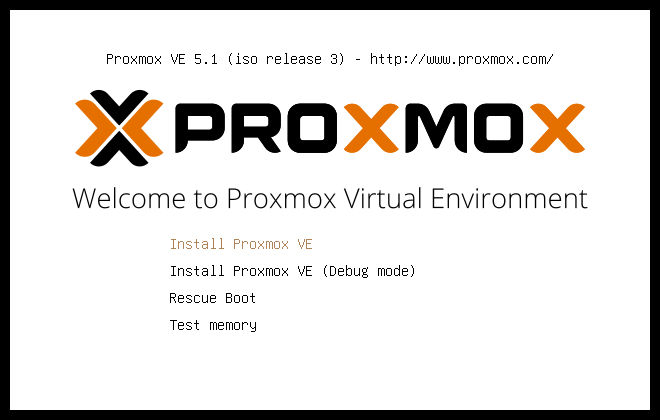 Proxmox VE 5.1 (iso release 3) - http://www.proxmox.com/
PROXMOX
Welcome to Proxmox Virtual Environment
Install Proxmox VE
Install Proxmox VE (Debug mode)
Rescue Boot
Test memory